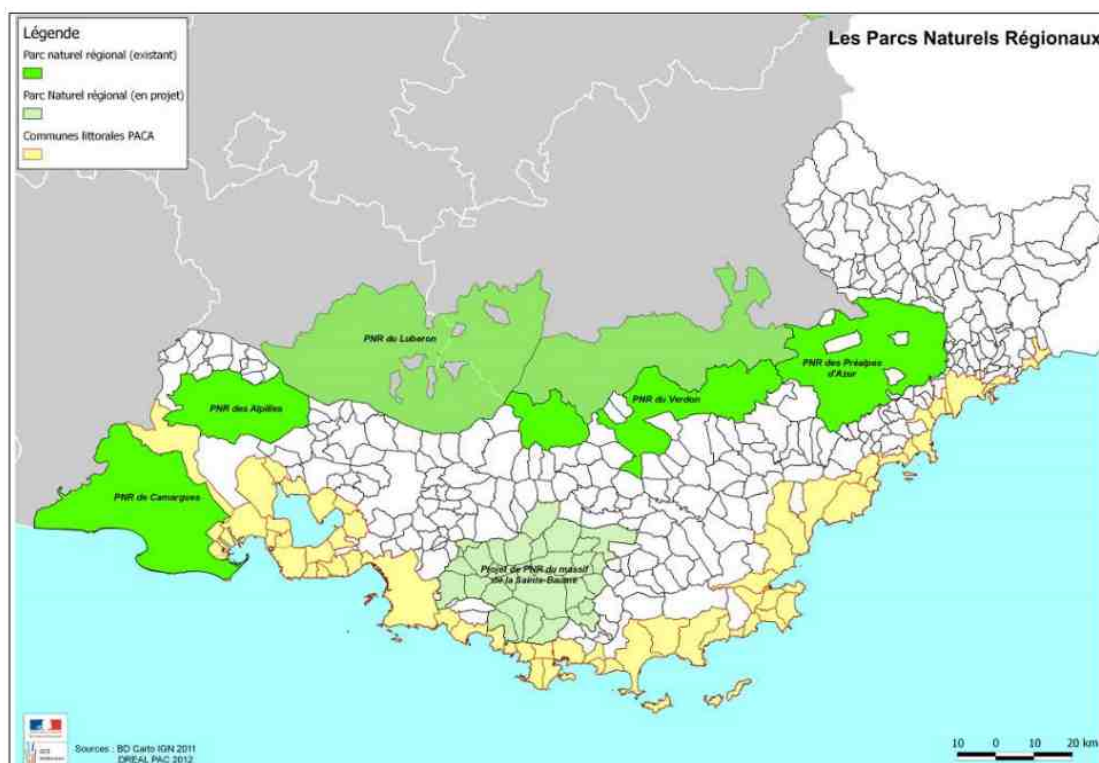 Légende
Parc naturel régional (existant)
Parc Naturel régional (en projet)
Communes littorales PACA
Les Parcs Naturels Régionaux
PNR du Luberon
PNR des Préalpes
d'Azur
PNR des Alpilles
PNR du Verdon
PNR de Camargues
Projet de PNR du massif
de la Sainte-Baume
Sources : BD Carto IGN 2011
DREAL PAC 2012
10 0 10 20 km